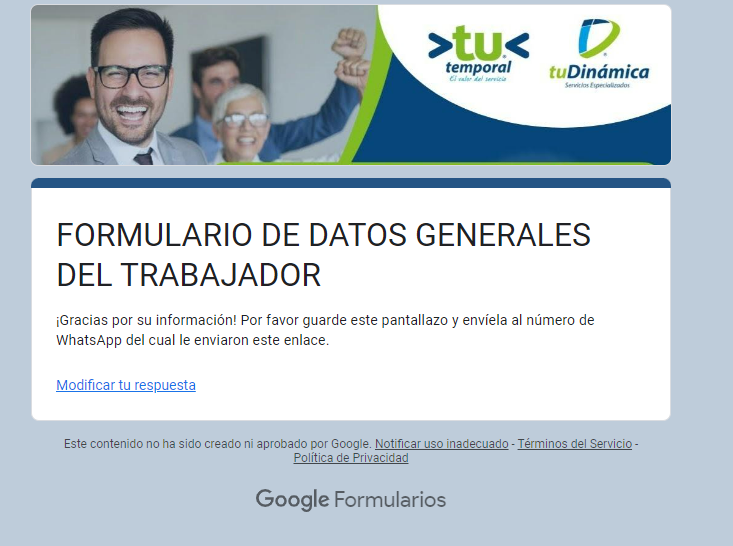 >tu.<
temporal
El valor del servicio
tuDinámica
Servicios Especializados
FORMULARIO DE DATOS GENERALES
DEL TRABAJADOR
¡Gracias por su información! Por favor guarde este pantallazo y envíela al número de
WhatsApp del cual le enviaron este enlace.
Modificar tu respuesta
Este contenido no ha sido creado ni aprobado por Google. Notificar uso inadecuado - Términos del Servicio -
Política de Privacidad
Google Formularios